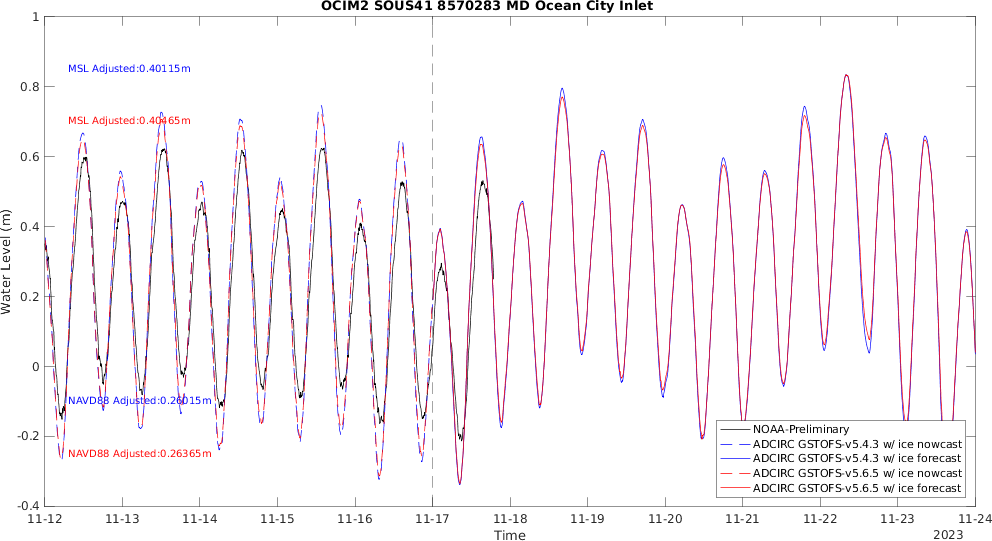 OCIM2 SOUS41 8570283 MD Ocean City Inlet
Water Level (m)
1
0.8
0.6
0.4
0.2
0
-0.2
-0.4
MSL Adjusted:0.40115m
MSL Adjusted:0.40465m
NAVD88 Adjusted:0.26015m
NAVD88 Adjusted:0.26365m
NOAA-Preliminary
ADCIRC GSTOFS-v5.4.3 w/ ice nowcast
ADCIRC GSTOFS-v5.4.3 w/ ice forecast
ADCIRC GSTOFS-v5.6.5 w/ ice nowcast
ADCIRC GSTOFS-v5.6.5 w/ ice forecast
11-12 11-13 11-14 11-15 11-16 11-17 11-18 11-19 11-20 11-21 11-22 11-23 11-24
Time
2023